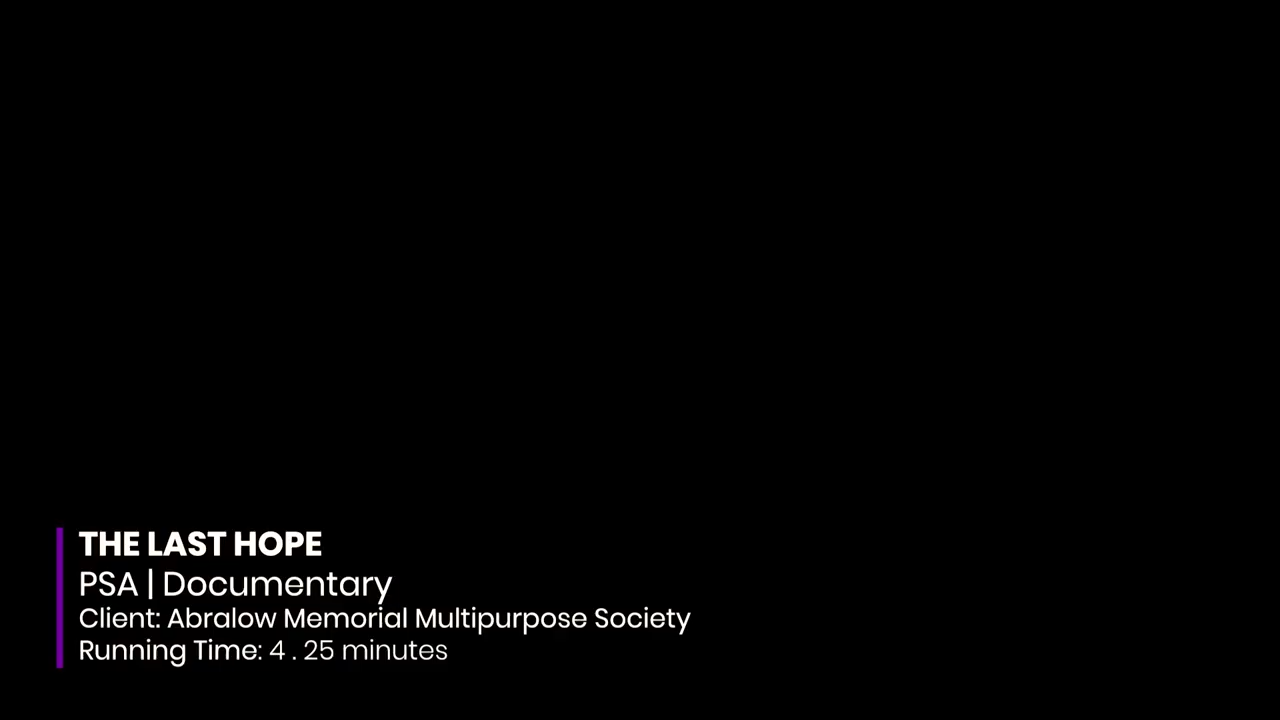 THE LAST HOPE
PSA | Documentary
Client: Abralow Memorial Multipurpose Society
Running Time: 4 . 25 minutes